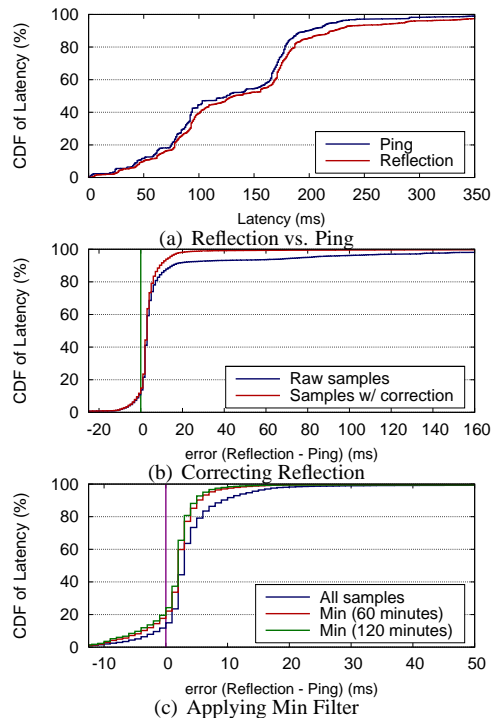 CDF of Latency (%)
100
80
60
40
20
0
Ping
Reflection
0 50 100 150 200 250 300 350
Latency (ms)
(a) Reflection vs. Ping
CDF of Latency (%)
100
80
60
40
20
0
Raw samples
Samples w/ correction
-20 0 20 40 60 80 100 120 140 160
error (Reflection - Ping) (ms)
(b) Correcting Reflection
CDF of Latency (%)
100
80
60
40
20
0
All samples
Min (60 minutes)
Min (120 minutes)
-10 0 10 20 30 40 50
error (Reflection - Ping) (ms)
(c) Applying Min Filter